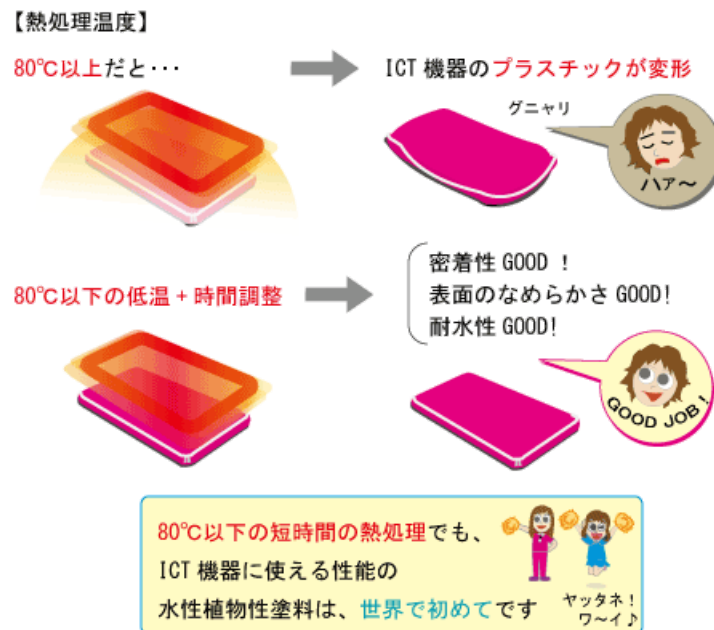 【熱処理温度】
80℃以上だと･･･
ICT 機器のプラスチックが変形
グニャリ
ハァ〜
80℃以下の低温 + 時間調整
密着性 GOOD ！
表面のなめらかさ GOOD!
耐水性 GOOD!
GOOD JOB !
80℃以下の短時間の熱処理でも、
ICT 機器に使える性能の
水性植物性塗料は、世界で初めてです
ヤッタネ！
ワ〜イ♪